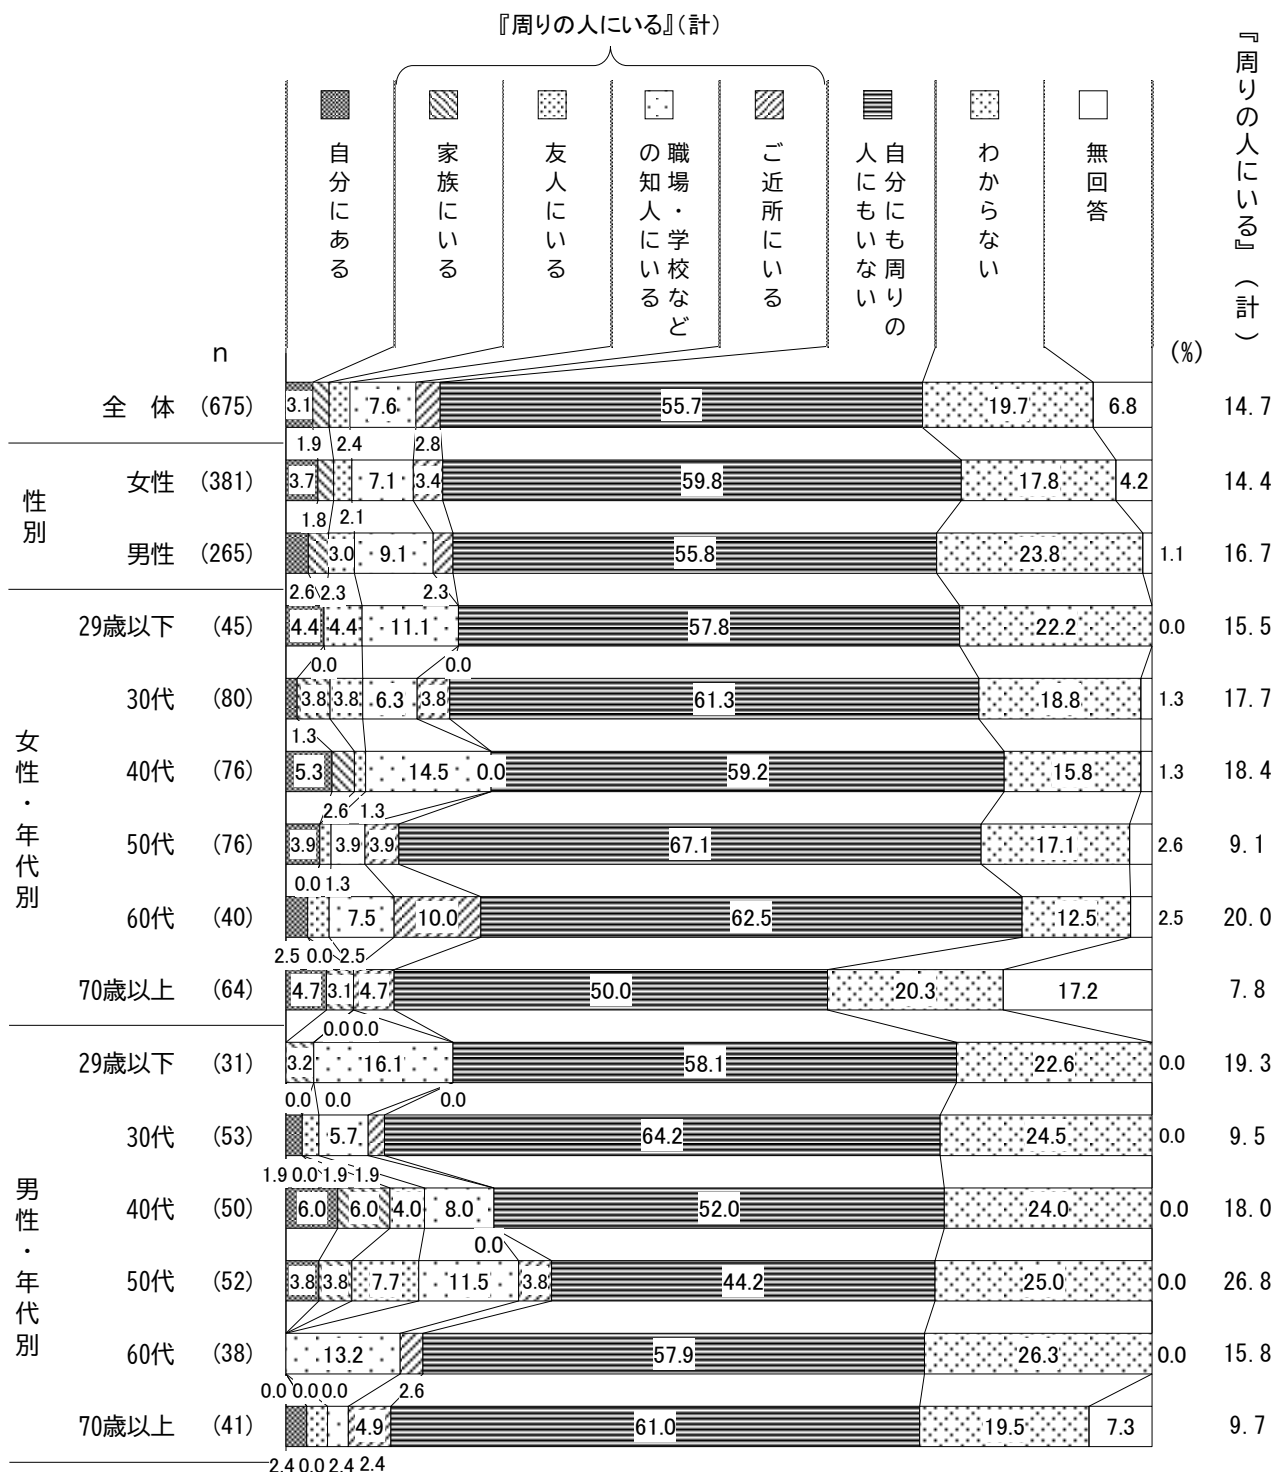 『周りの人にいる』(計)
『周りの人にいる』(計)
自分にある
家族にいる
友人にいる
職場・学校など
の知人にいる
ご近所にいる
自分にも周りの
人にもいない
わからない
無回答
n
(%)
全 体 (675) 3.1 7.6 55.7 19.7 6.8 14.7
1.9 2.4 2.8
性別
女性 (381) 3.7 7.1 3.4 59.8 17.8 4.2 14.4
1.8 2.1
男性 (265) 3.0 9.1 55.8 23.8 1.1 16.7
2.6 2.3 2.3
女性・年代別
29歳以下 (45) 4.4 4.4 11.1 57.8 22.2 0.0 15.5
0.0 0.0
30代 (80) 3.8 3.8 6.3 3.8 61.3 18.8 1.3 17.7
1.3
40代 (76) 5.3 14.5 0.0 59.2 15.8 1.3 18.4
2.6 1.3
50代 (76) 3.9 3.9 3.9 67.1 17.1 2.6 9.1
0.0 1.3
60代 (40) 7.5 10.0 62.5 12.5 2.5 20.0
2.5 0.0 2.5
70歳以上 (64) 4.7 3.1 4.7 50.0 20.3 17.2 7.8
0.0 0.0
男性・年代別
29歳以下 (31) 3.2 16.1 58.1 22.6 0.0 19.3
0.0 0.0 0.0
30代 (53) 5.7 64.2 24.5 0.0 9.5
1.9 0.0 1.9 1.9
40代 (50) 6.0 6.0 4.0 8.0 52.0 24.0 0.0 18.0
0.0
50代 (52) 3.8 3.8 7.7 11.5 3.8 44.2 25.0 0.0 26.8
60代 (38) 13.2 57.9 26.3 0.0 15.8
0.0 0.0 0.0 2.6
70歳以上 (41) 4.9 61.0 19.5 7.3 9.7
2.4 0.0 2.4 2.4